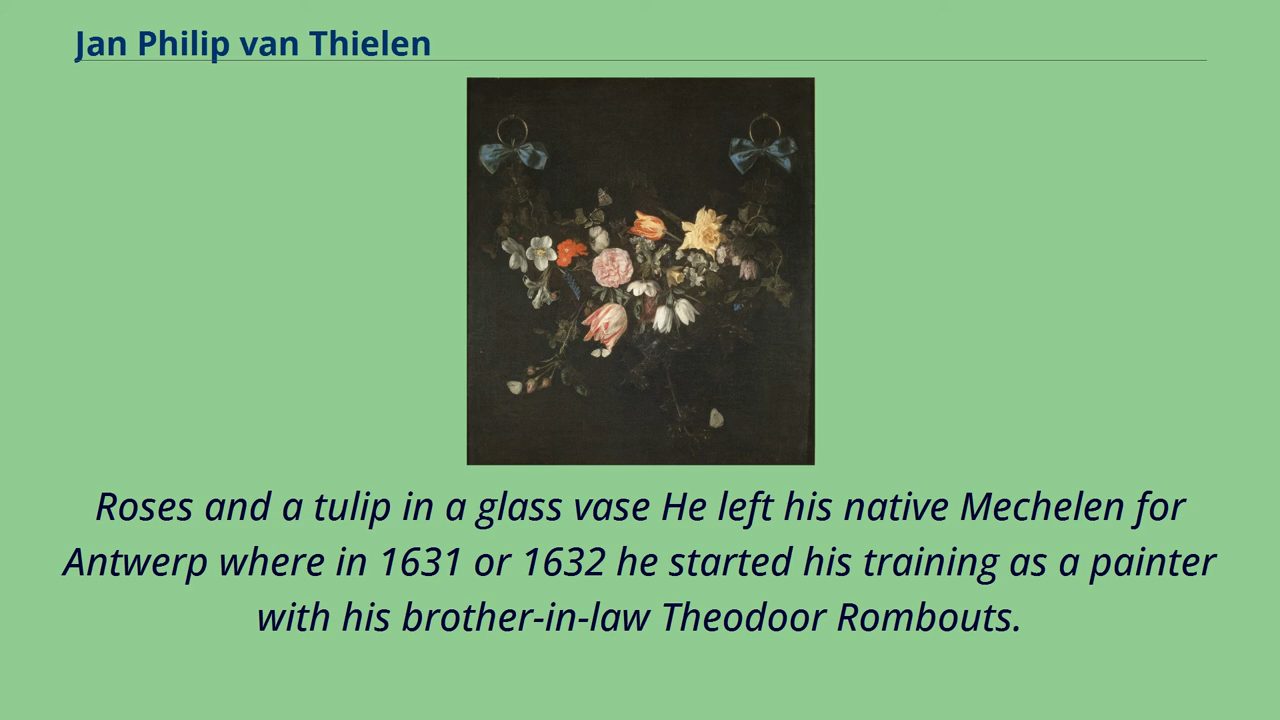 Jan Philip van Thielen
Roses and a tulip in a glass vase He left his native Mechelen for
Antwerp where in 1631 or 1632 he started his training as a painter
with his brother-in-law Theodoor Rombouts.